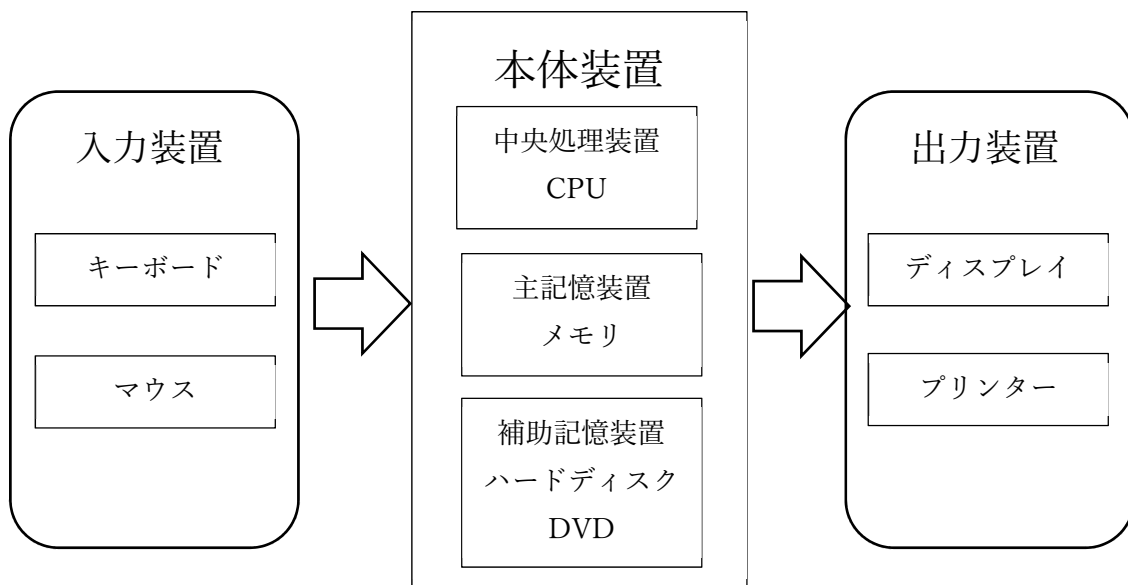 入力装置
キーボード
マウス
本体装置
中央処理装置
CPU
主記憶装置
メモリ
補助記憶装置
ハードディスク
DVD
出力装置
ディスプレイ
プリンター